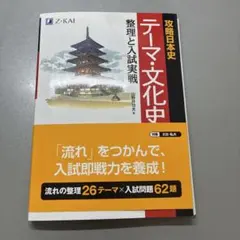 Z-KAI
攻略日本史
テーマ・文化史
整理と入試実戦
「流れ」をつかんで、
入試即戦力を養成！
流れの整理26テーマ×入試問題62題